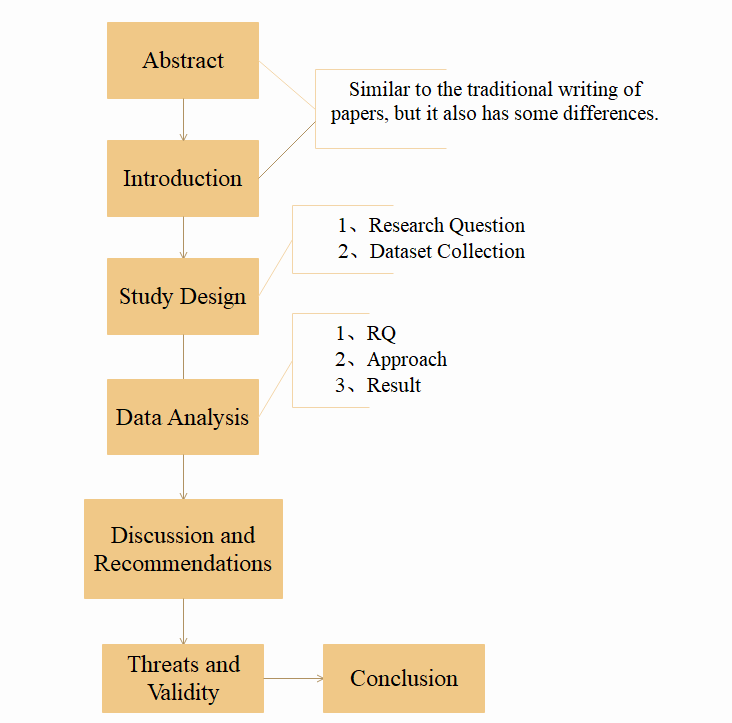 Abstract
Similar to the traditional writing of
papers, but it also has some differences.
Introduction
1、Research Question
2、Dataset Collection
Study Design
1、RQ
2、Approach
3、Result
Data Analysis
Discussion and
Recommendations
Threats and
Validity
Conclusion